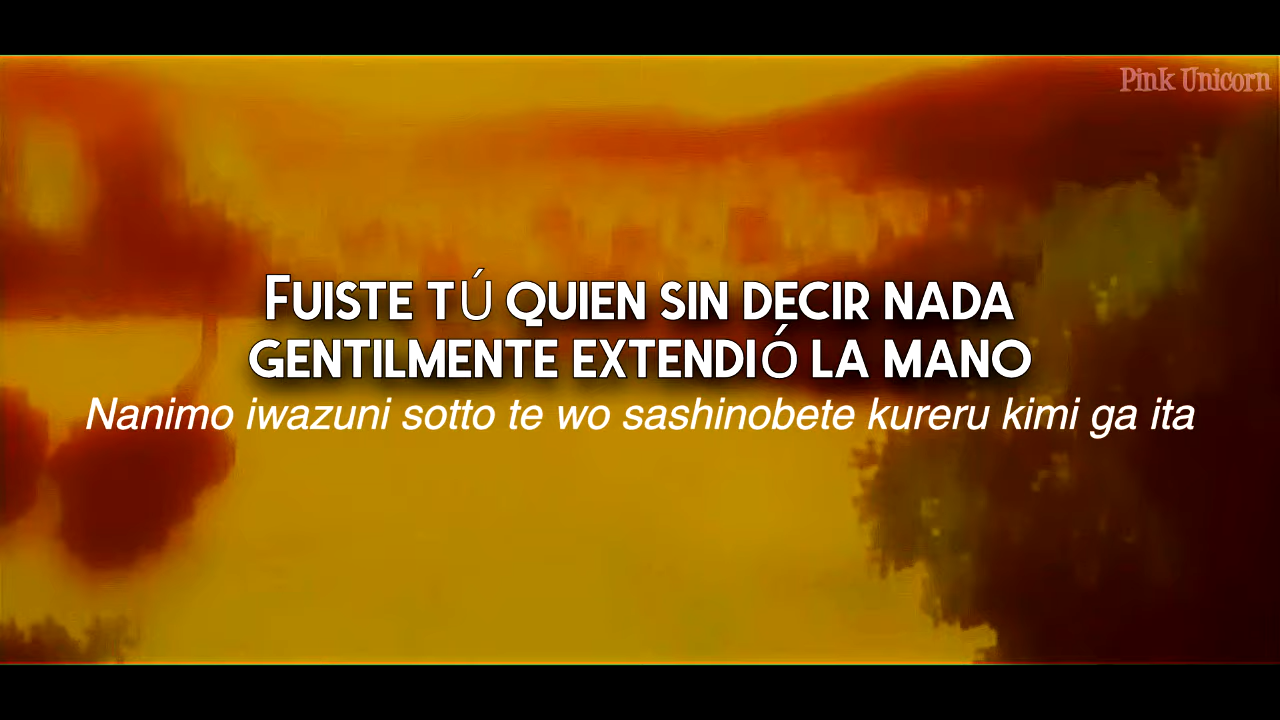 Pink Unicorn
Fuiste tú quien sin decir nada
gentilmente extendió la mano
Nanimo iwazuni sotto te wo sashinobete kureru kimi ga ita